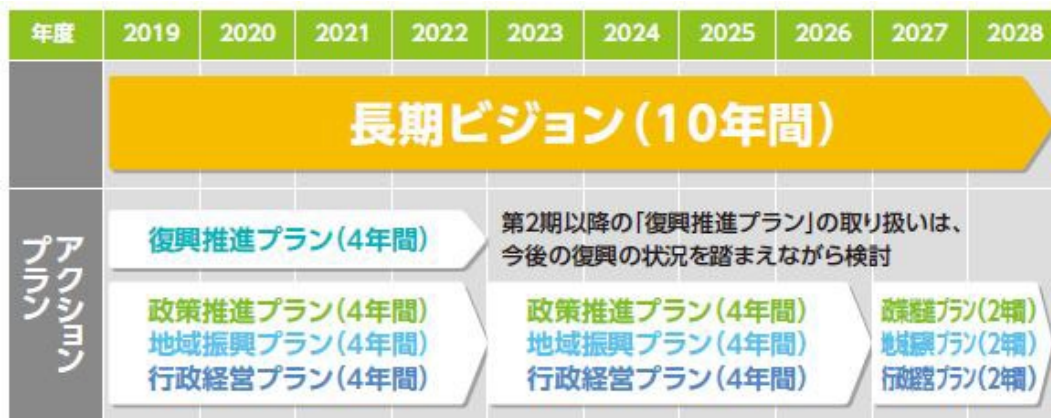 年度 2019 2020 2021 2022 2023 2024 2025 2026 2027 2028
長期ビジョン(10年間)
アクション
プラン
復興推進プラン(4年間)
第2期以降の「復興推進プラン」の取り扱いは、
今後の復興の状況を踏まえながら検討
政策推進プラン(4年間)
地域振興プラン(4年間)
行政経営プラン(4年間)
政策推進プラン(4年間)
地域振興プラン(4年間)
行政経営プラン(4年間)
政策推進プラン(2年間)
地域振興プラン(2年間)
行政経営プラン(2年間)